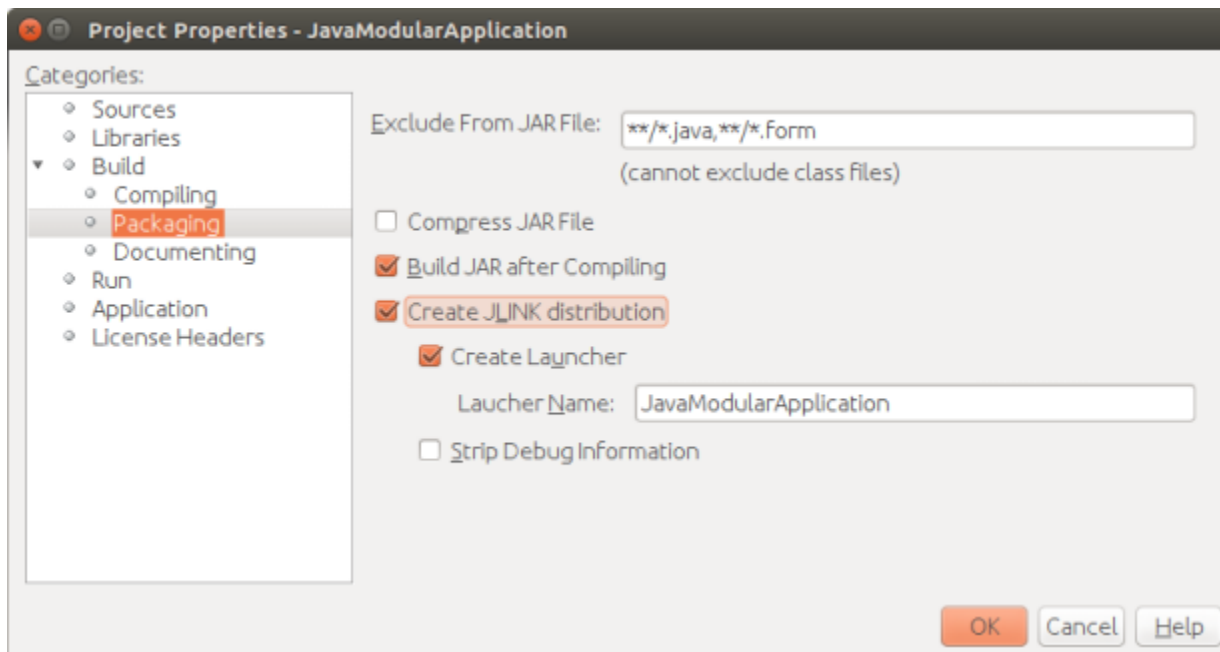 Project Properties - JavaModularApplication
Categories:
Sources
Libraries
Build
Compiling
Packaging
Documenting
Run
Application
License Headers
Exclude From JAR File: **/*.java,**/*.form
(cannot exclude class files)
Compress JAR File
Build JAR after Compiling
Create JLINK distribution
Create Launcher
Laucher Name: JavaModularApplication
Strip Debug Information
OK Cancel Help